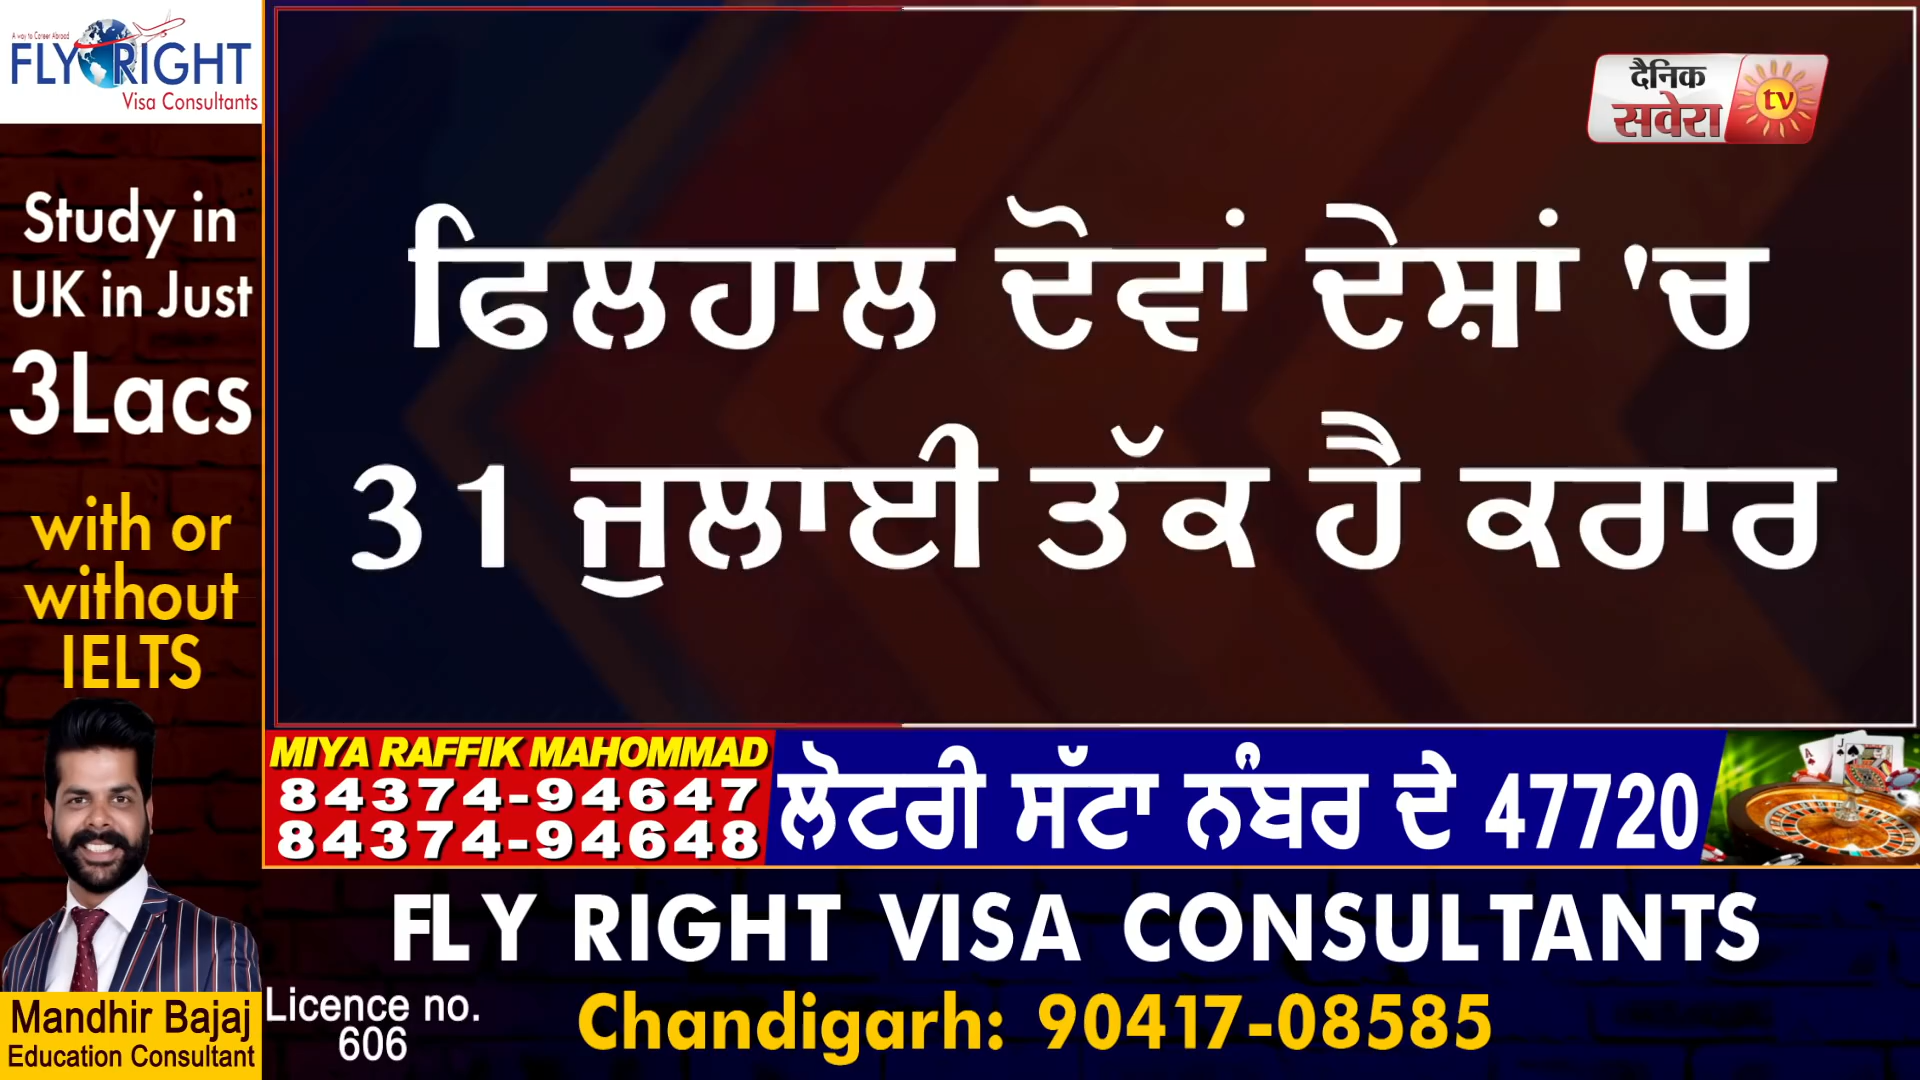 A way to Career Abroad
FLY RIGHT
Visa Consultants
Study in
UK in Just
3Lacs
with or
without
IELTS
Mandhir Bajaj
Education Consultant
दैनिक
सवेरा tv
ਫਿਲਹਾਲ ਦੋਵਾਂ ਦੇਸ਼ਾਂ 'ਚ
31 ਜੁਲਾਈ ਤੱਕ ਹੈ ਕਰਾਰ
MIYA RAFFIK MAHOMMAD
84374-94647
84374-94648
ਲੋਟਰੀ ਸੱਟਾ ਨੰਬਰ ਦੇ 47720
FLY RIGHT VISA CONSULTANTS
Licence no.
606
Chandigarh: 90417-08585